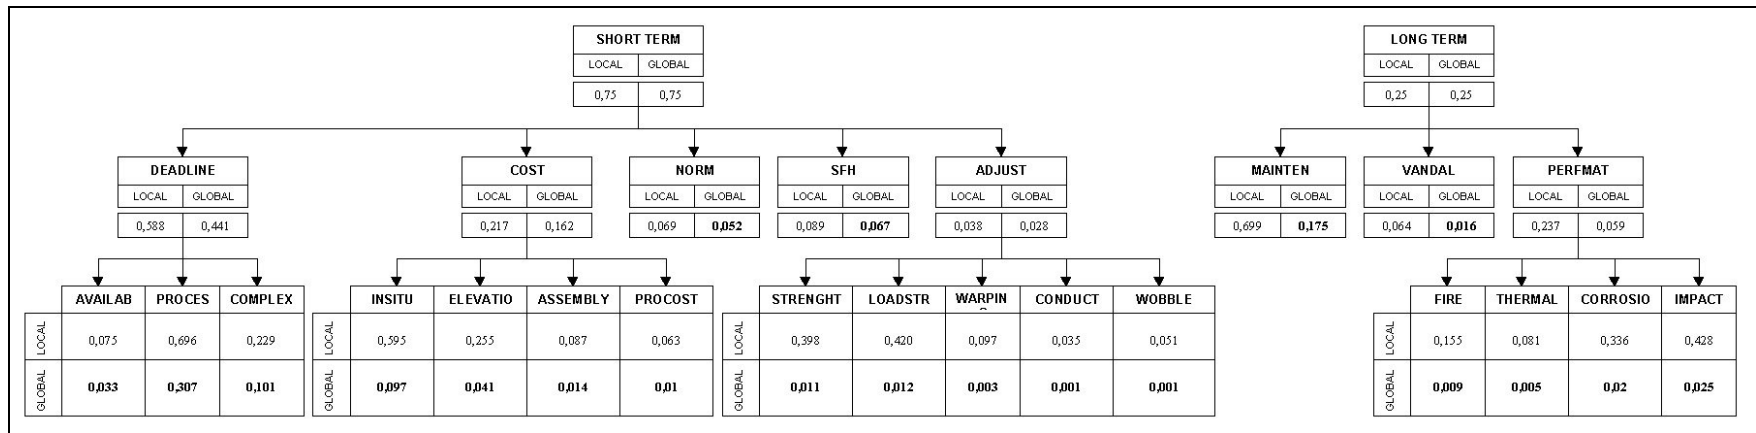 SHORT TERM LONG TERM
LOCAL GLOBAL LOCAL GLOBAL
0,75 0,75 0,25 0,25
DEADLINE COST NORM SFH ADJUST MAINTEN VANDAL PERFMAT
LOCAL GLOBAL LOCAL GLOBAL LOCAL GLOBAL LOCAL GLOBAL LOCAL GLOBAL LOCAL GLOBAL LOCAL GLOBAL LOCAL GLOBAL
0,588 0,441 0,217 0,162 0,069 0,052 0,089 0,067 0,038 0,028 0,699 0,175 0,064 0,016 0,237 0,059
AVAILAB PROCES COMPLEX INSITU ELEVATIO ASSEMBLY PROCOST STRENGHT LOADSTR WARPIN CONDUCT WOBBLE FIRE THERMAL CORROSIO IMPACT
LOCAL 0,075 0,696 0,229 LOCAL 0,595 0,255 0,087 0,063 LOCAL 0,398 0,420 0,097 0,035 0,051 LOCAL 0,155 0,081 0,336 0,428
GLOBAL 0,033 0,307 0,101 GLOBAL 0,097 0,041 0,014 0,01 GLOBAL 0,011 0,012 0,003 0,001 0,001 GLOBAL 0,009 0,005 0,02 0,025